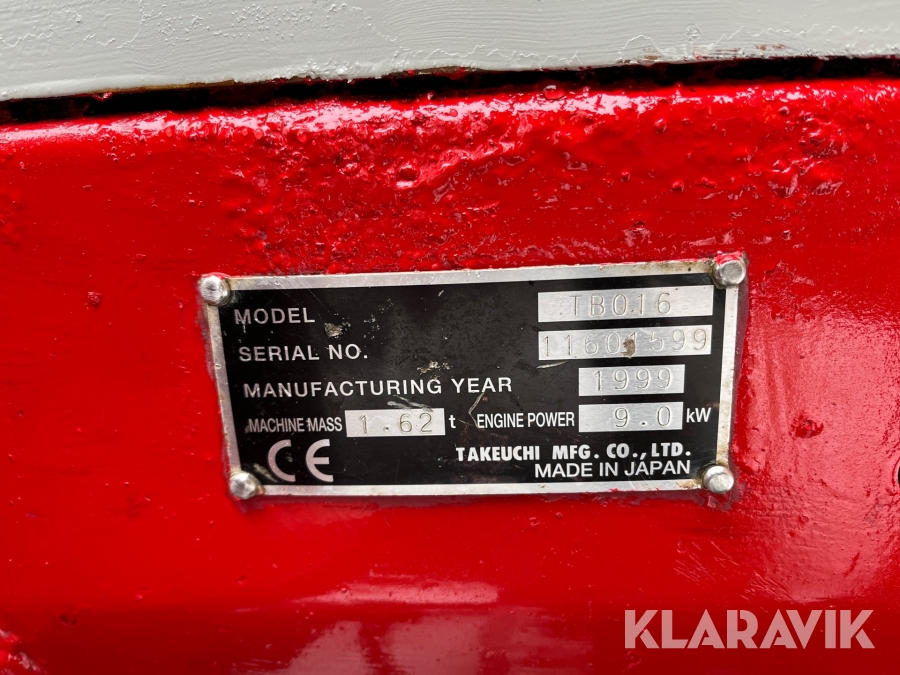 MODEL TB016
SERIAL NO. 11601599
MANUFACTURING YEAR 1999
MACHINE MASS 1.62 t ENGINE POWER 9.0 kW
CE TAKEUCHI MFG. CO., LTD.
MADE IN JAPAN
KLARAVIK